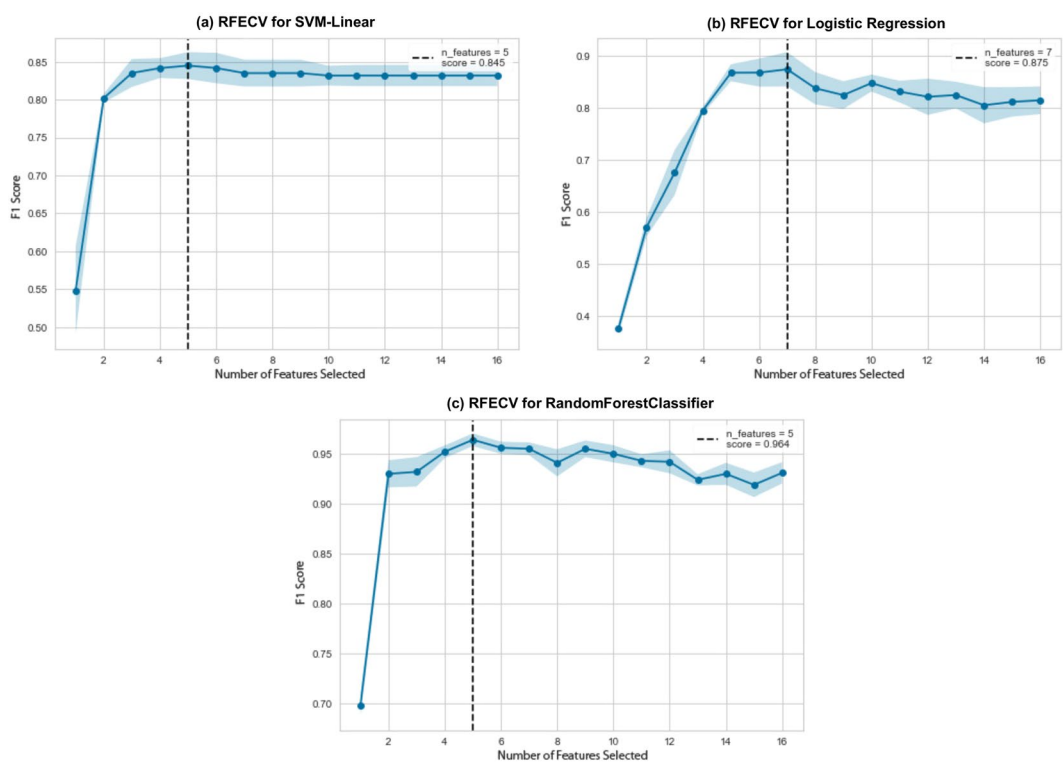 (a) RFECV for SVM-Linear
n_features = 5
score = 0.845
0.85
0.80
0.75
0.70
0.65
0.60
0.55
0.50
F1 Score
2 4 6 8 10 12 14 16
Number of Features Selected
(b) RFECV for Logistic Regression
n_features = 7
score = 0.875
0.9
0.8
0.7
0.6
0.5
0.4
F1 Score
2 4 6 8 10 12 14 16
Number of Features Selected
(c) RFECV for RandomForestClassifier
n_features = 5
score = 0.964
0.95
0.90
0.85
0.80
0.75
0.70
F1 Score
2 4 6 8 10 12 14 16
Number of Features Selected